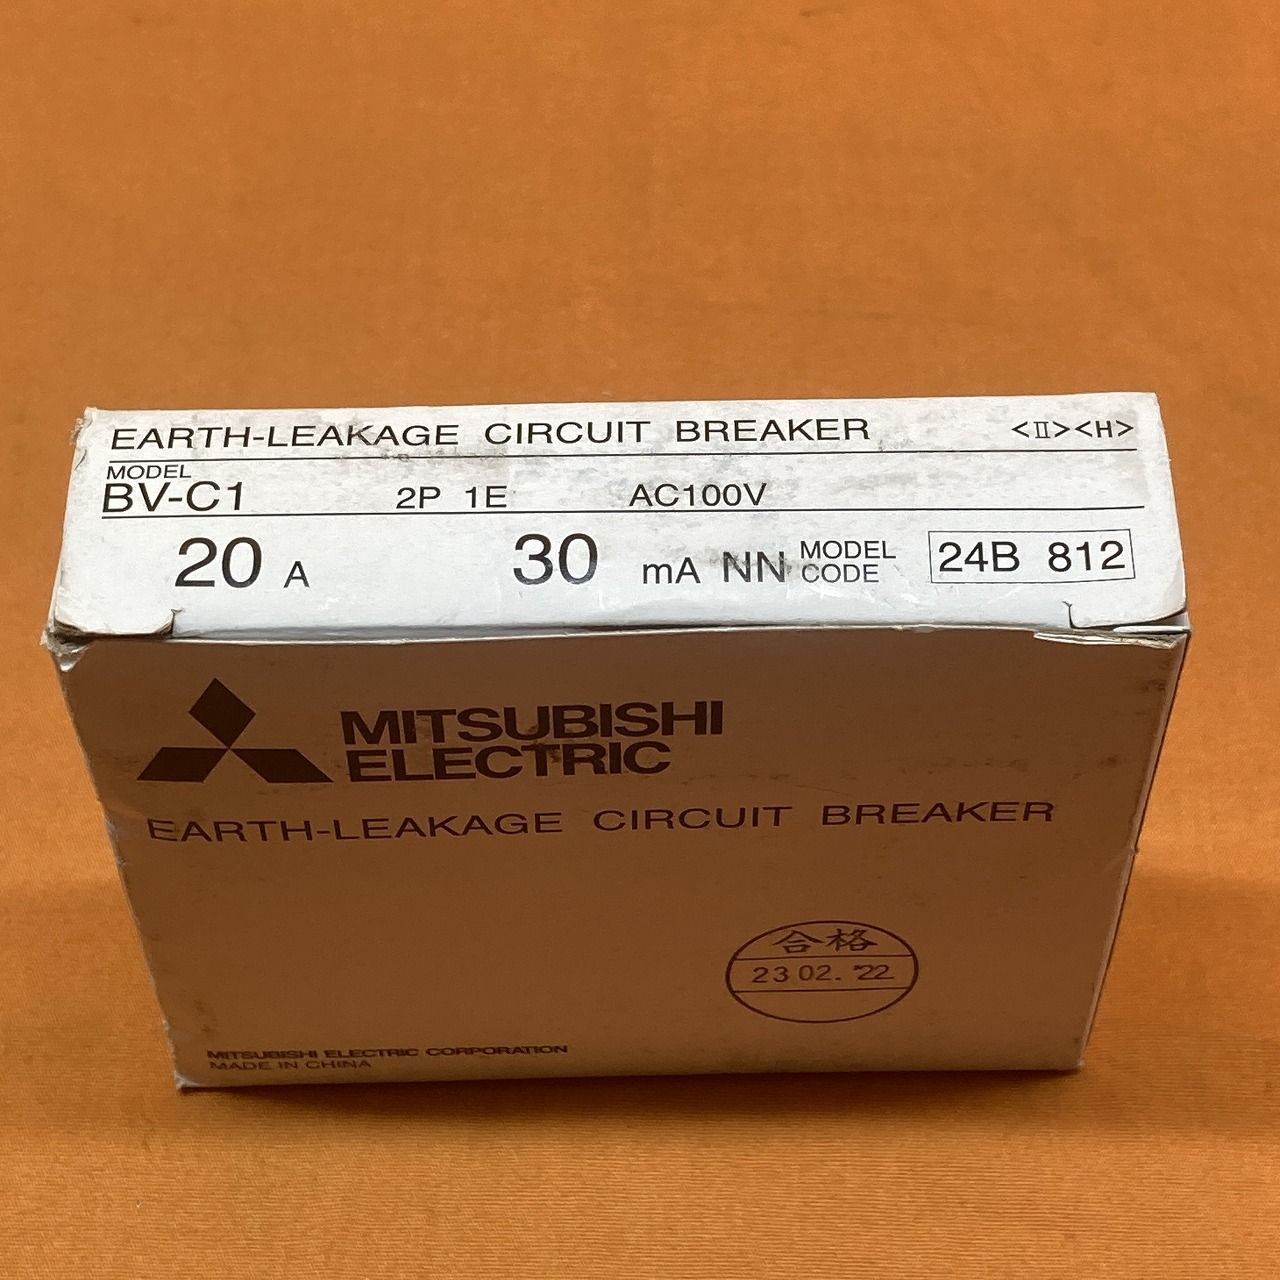 EARTH-LEAKAGE CIRCUIT BREAKER <II><H>
MODEL
BV-C1 2P 1E AC100V
20 A 30 mA NN MODEL CODE 24B 812
MITSUBISHI
ELECTRIC
EARTH-LEAKAGE CIRCUIT BREAKER
合格
23 02. '22
MITSUBISHI ELECTRIC CORPORATION
MADE IN CHINA